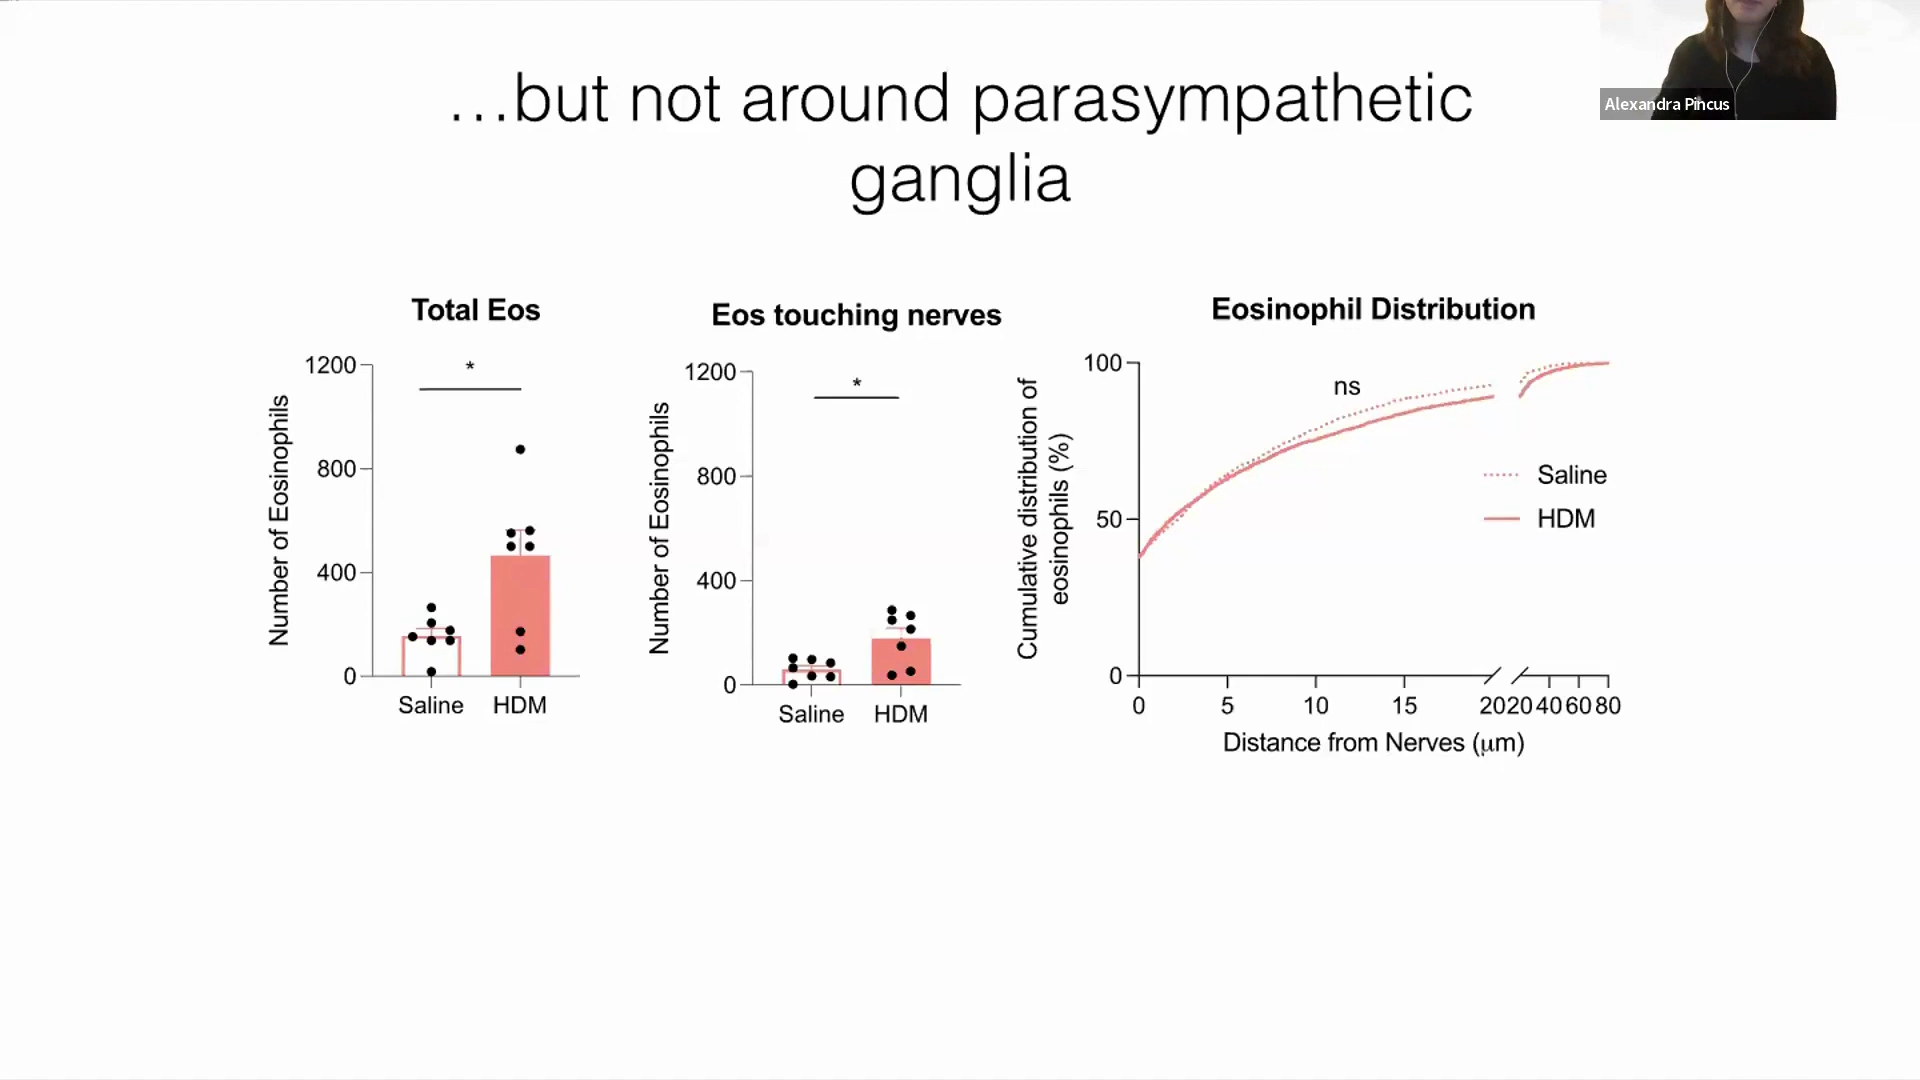 ...but not around parasympathetic
ganglia
Alexandra Pincus
Total Eos
Number of Eosinophils
1200
800
400
0
*
Saline
HDM
Eos touching nerves
Number of Eosinophils
1200
800
400
0
*
Saline
HDM
Eosinophil Distribution
Cumulative distribution of
eosinophils (%)
100
50
0
ns
Saline
HDM
0 5 10 15 20 20 40 60 80
Distance from Nerves (μm)